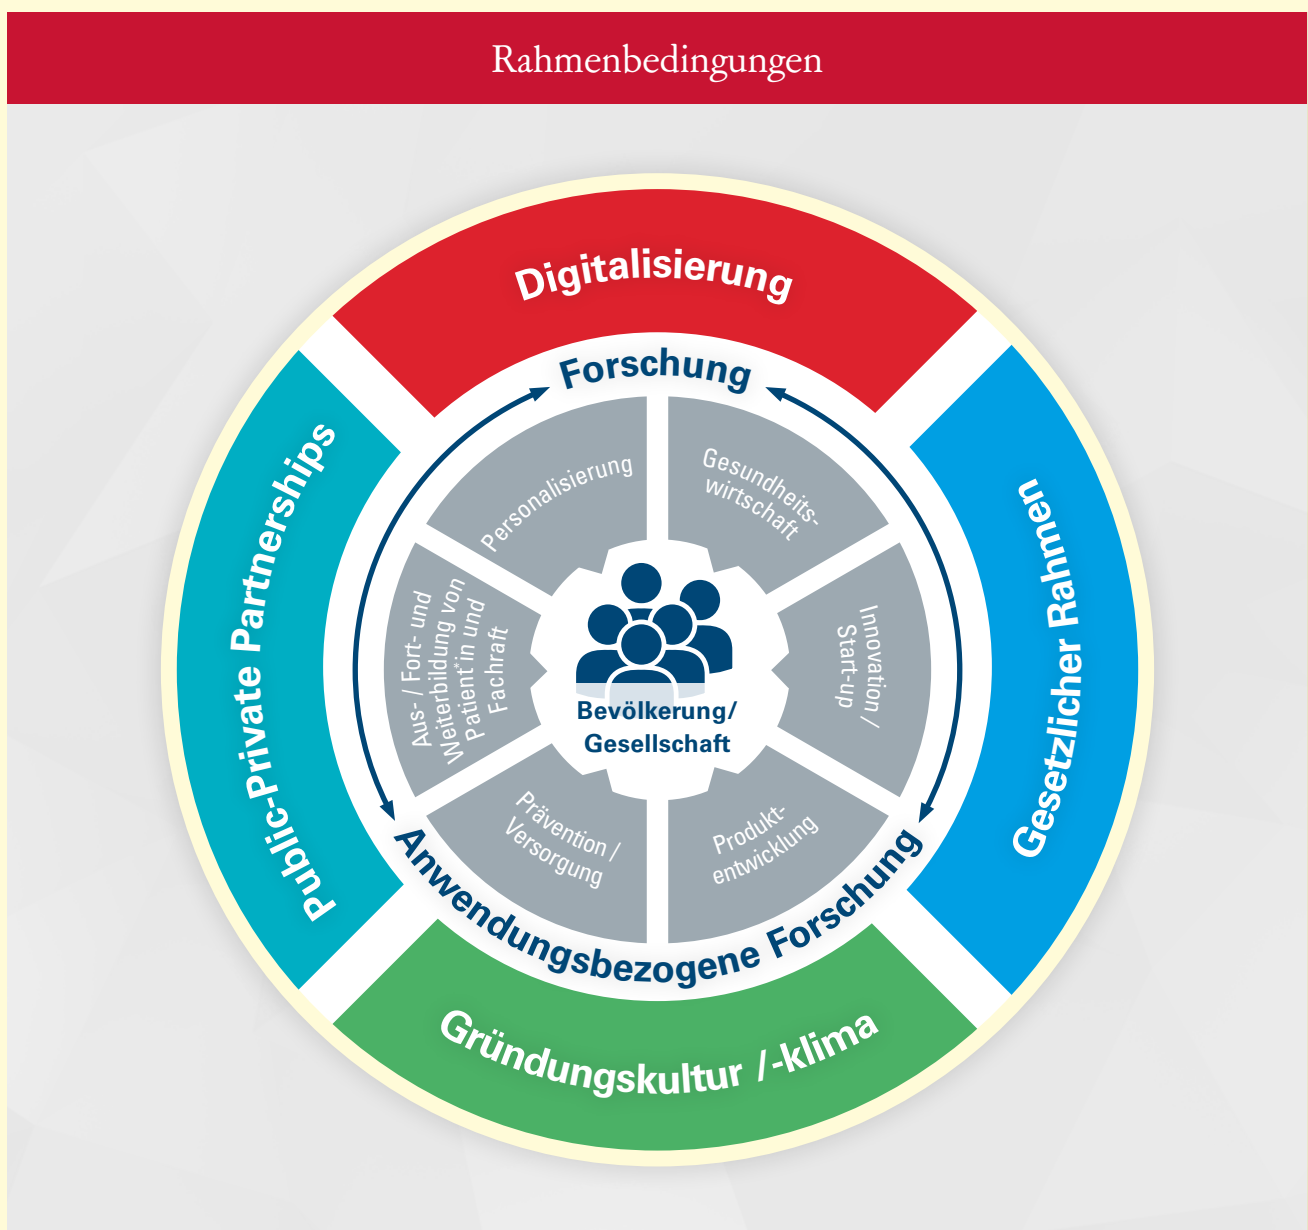 Rahmenbedingungen
Digitalisierung
Forschung
Public-Private Partnerships
Gesetzlicher Rahmen
Personalisierung
Gesundheits-
wirtschaft
Aus- / Fort- und
Weiterbildung von
Patient*in und
Fachraft
Innovation /
Start-up
Bevölkerung/
Gesellschaft
Prävention /
Versorgung
Produkt-
entwicklung
Anwendungsbezogene Forschung
Gründungskultur /-klima